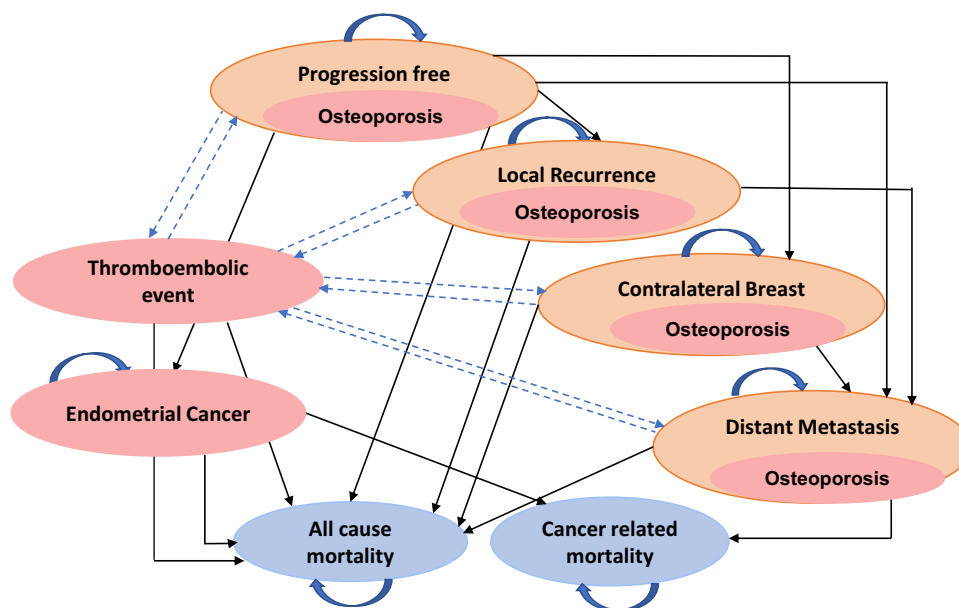 Progression free
Osteoporosis
Local Recurrence
Osteoporosis
Thromboembolic
event
Contralateral Breast
Osteoporosis
Endometrial Cancer
Distant Metastasis
Osteoporosis
All cause
mortality
Cancer related
mortality